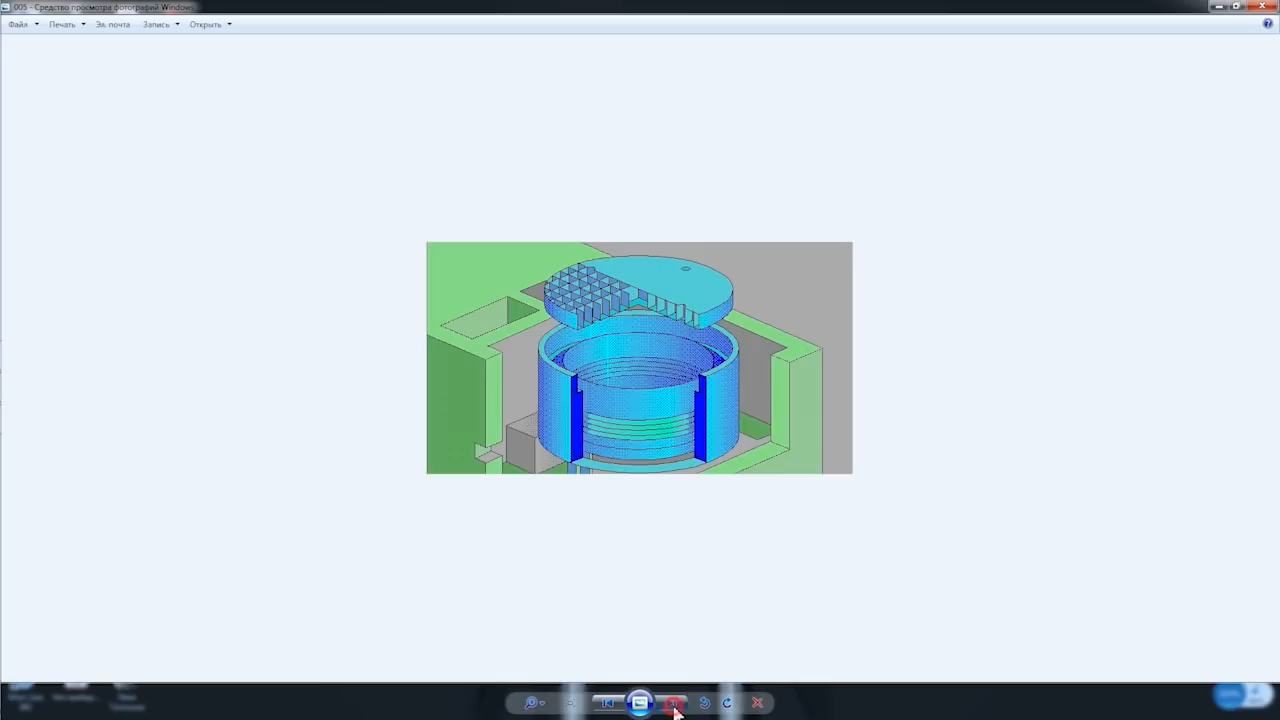 005 - Средство просмотра фотографий Windows
Файл Печать Эл. почта Запись Открыть